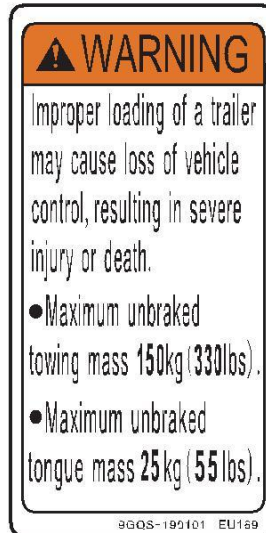 WARNING
Improper loading of a trailer
may cause loss of vehicle
control, resulting in severe
injury or death.
●Maximum unbraked
towing mass 150kg(330lbs).
●Maximum unbraked
tongue mass 25kg(55lbs).
9GQS-190101 EU169